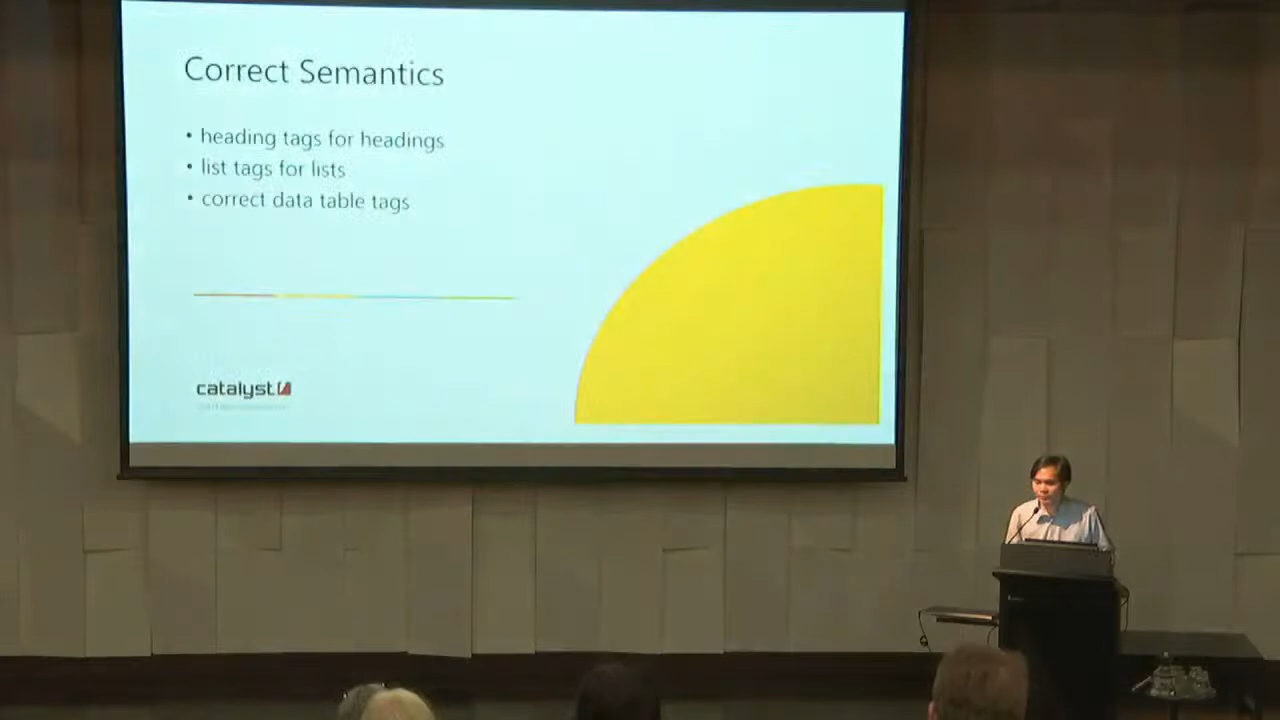 Correct Semantics
• heading tags for headings
• list tags for lists
• correct data table tags
catalyst